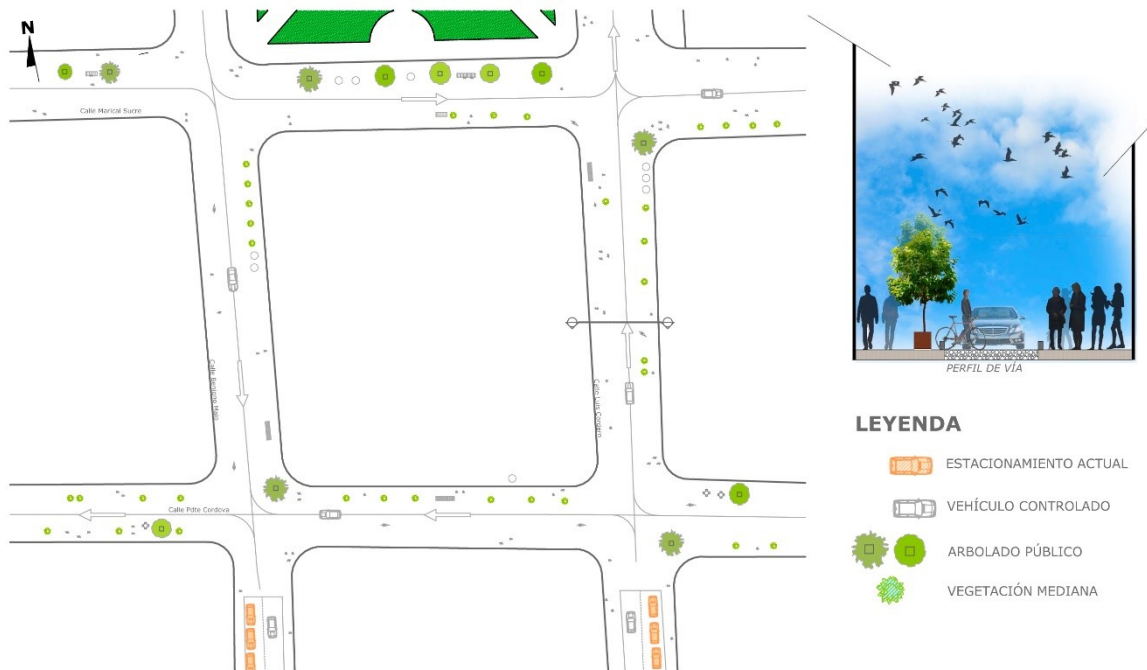 N
Calle Marical Sucre
Calle Benigno Malo
Calle Luis Cordero
Calle Pdte Cordova
PERFIL DE VÍA
LEYENDA
ESTACIONAMIENTO ACTUAL
VEHÍCULO CONTROLADO
ARBOLADO PÚBLICO
VEGETACIÓN MEDIANA